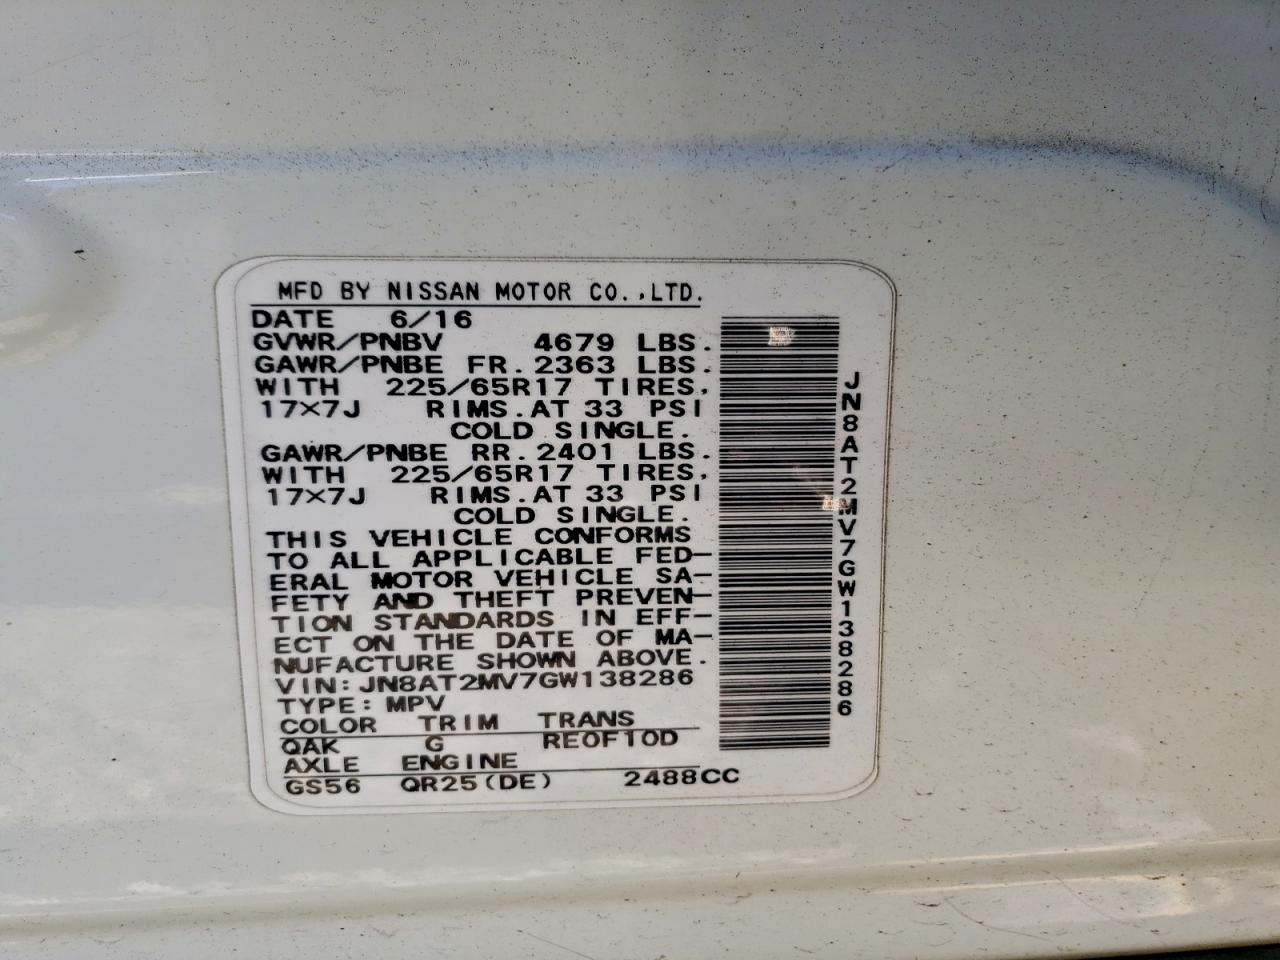 MFD BY NISSAN MOTOR CO.,LTD.
DATE 6/16
GVWR/PNBV 4679 LBS.
GAWR/PNBE FR. 2363 LBS.
WITH 225/65R17 TIRES,
17×7J RIMS.AT 33 PSI
COLD SINGLE.
GAWR/PNBE RR. 2401 LBS.
WITH 225/65R17 TIRES,
17×7J RIMS.AT 33 PSI
COLD SINGLE.
THIS VEHICLE CONFORMS
TO ALL APPLICABLE FED-
ERAL MOTOR VEHICLE SA-
FETY AND THEFT PREVEN-
TION STANDARDS IN EFF-
ECT ON THE DATE OF MA-
NUFACTURE SHOWN ABOVE.
VIN: JN8AT2MV7GW138286
TYPE: MPV
COLOR TRIM TRANS
QAK G RE0F10D
AXLE ENGINE
GS56 QR25(DE) 2488CC
JN8AT2MV7GW138286